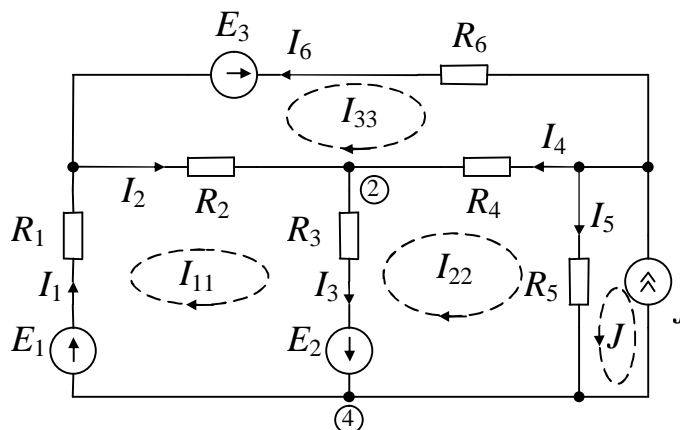 E3 I6 R6
I33
I4
I2 R2 ② R4
R1 R3 I5
I11 I22
I1 I3 R5
E1 E2 J J
④